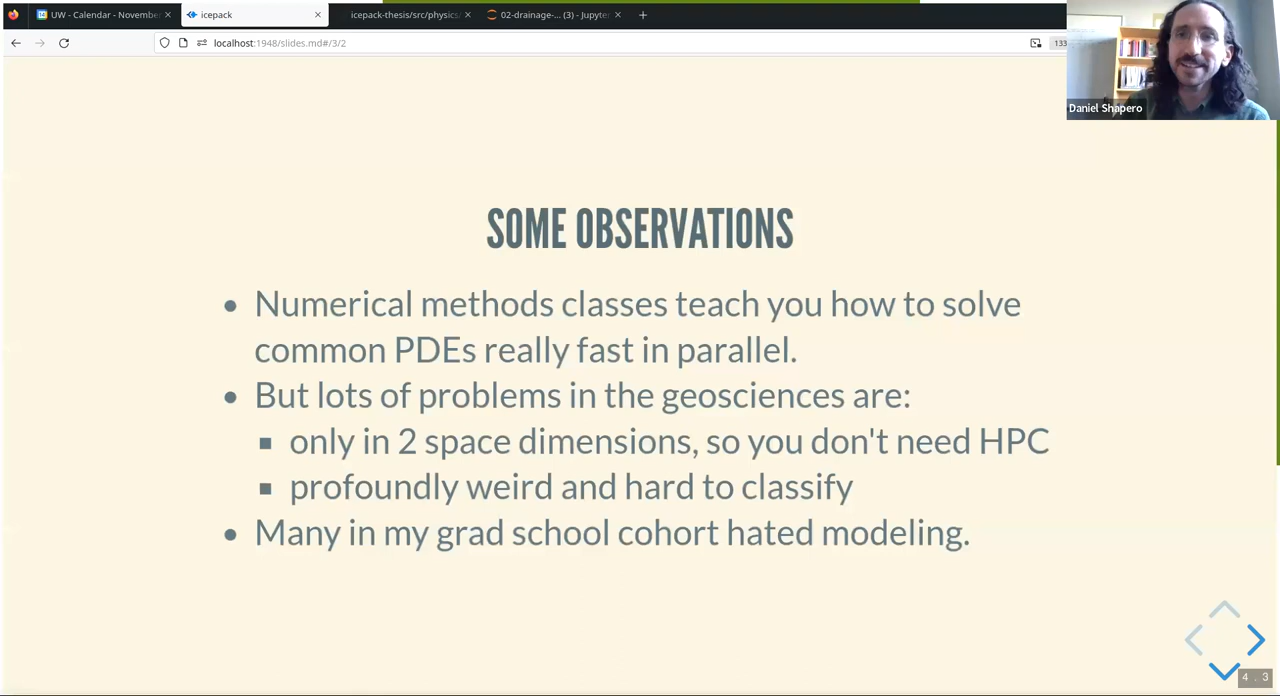 UW - Calendar - November
icepack
icepack-thesis/src/physics/
02-drainage-... (3) - Jupyter
localhost:1948/slides.md#/3/2
133
Daniel Shapero
SOME OBSERVATIONS
• Numerical methods classes teach you how to solve
common PDEs really fast in parallel.
• But lots of problems in the geosciences are:
▪ only in 2 space dimensions, so you don't need HPC
▪ profoundly weird and hard to classify
• Many in my grad school cohort hated modeling.
4 . 3